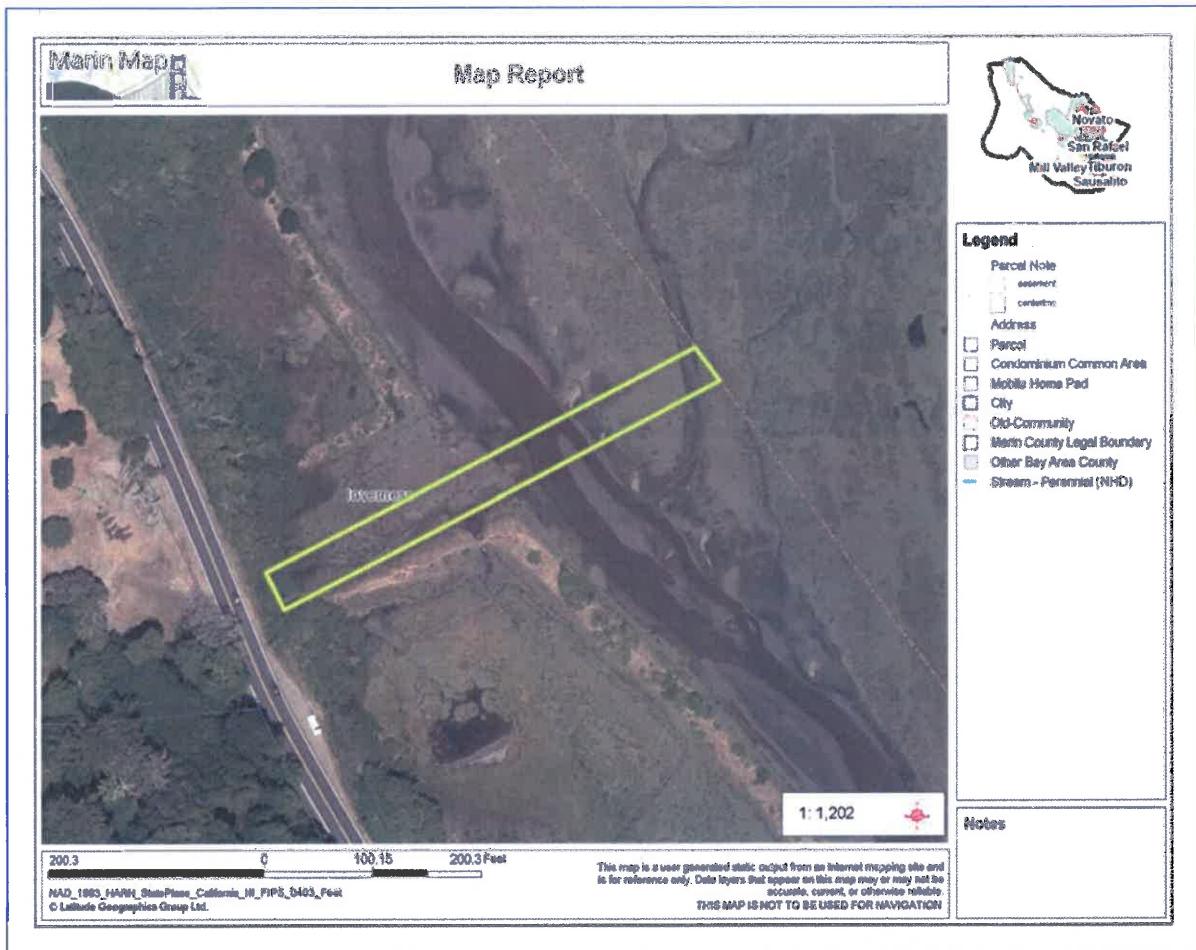 Marin Map
Map Report
Novato
San Rafael
Mill Valley Tiburon
Sausalito
Legend
Parcel Note
easement
centerline
Address
Parcel
Condominium Common Area
Mobile Home Pad
City
Old-Community
Marin County Legal Boundary
Other Bay Area County
Stream - Perennial (NHD)
Inverness
1: 1,202
Notes
200.3 0 100.15 200.3 Feet
NAD_1983_HARN_StatePlane_California_III_FIPS_0403_Feet
© Latitude Geographics Group Ltd.
This map is a user generated static output from an Internet mapping site and
is for reference only. Data layers that appear on this map may or may not be
accurate, current, or otherwise reliable.
THIS MAP IS NOT TO BE USED FOR NAVIGATION